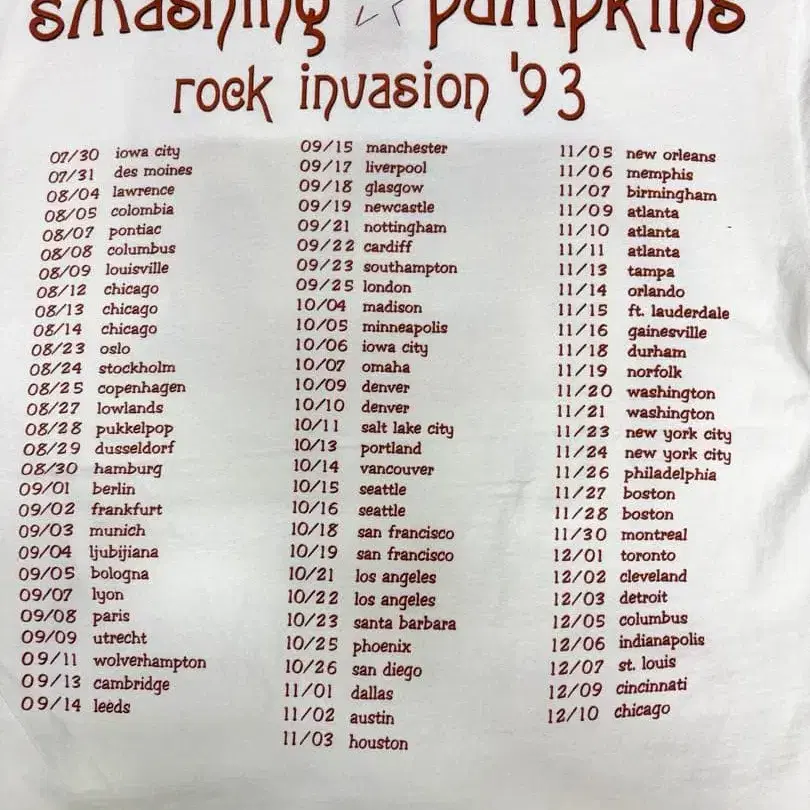 smashing pumpkins
rock invasion '93
07/30 iowa city
07/31 des moines
08/04 lawrence
08/05 colombia
08/07 pontiac
08/08 columbus
08/09 louisville
08/12 chicago
08/13 chicago
08/14 chicago
08/23 oslo
08/24 stockholm
08/25 copenhagen
08/27 lowlands
08/28 pukkelpop
08/29 dusseldorf
08/30 hamburg
09/01 berlin
09/02 frankfurt
09/03 munich
09/04 ljubijiana
09/05 bologna
09/07 lyon
09/08 paris
09/09 utrecht
09/11 wolverhampton
09/13 cambridge
09/14 leeds
09/15 manchester
09/17 liverpool
09/18 glasgow
09/19 newcastle
09/21 nottingham
09/22 cardiff
09/23 southampton
09/25 london
10/04 madison
10/05 minneapolis
10/06 iowa city
10/07 omaha
10/09 denver
10/10 denver
10/11 salt lake city
10/13 portland
10/14 vancouver
10/15 seattle
10/16 seattle
10/18 san francisco
10/19 san francisco
10/21 los angeles
10/22 los angeles
10/23 santa barbara
10/25 phoenix
10/26 san diego
11/01 dallas
11/02 austin
11/03 houston
11/05 new orleans
11/06 memphis
11/07 birmingham
11/09 atlanta
11/10 atlanta
11/11 atlanta
11/13 tampa
11/14 orlando
11/15 ft. lauderdale
11/16 gainesville
11/18 durham
11/19 norfolk
11/20 washington
11/21 washington
11/23 new york city
11/24 new york city
11/26 philadelphia
11/27 boston
11/28 boston
11/30 montreal
12/01 toronto
12/02 cleveland
12/03 detroit
12/05 columbus
12/06 indianapolis
12/07 st. louis
12/09 cincinnati
12/10 chicago